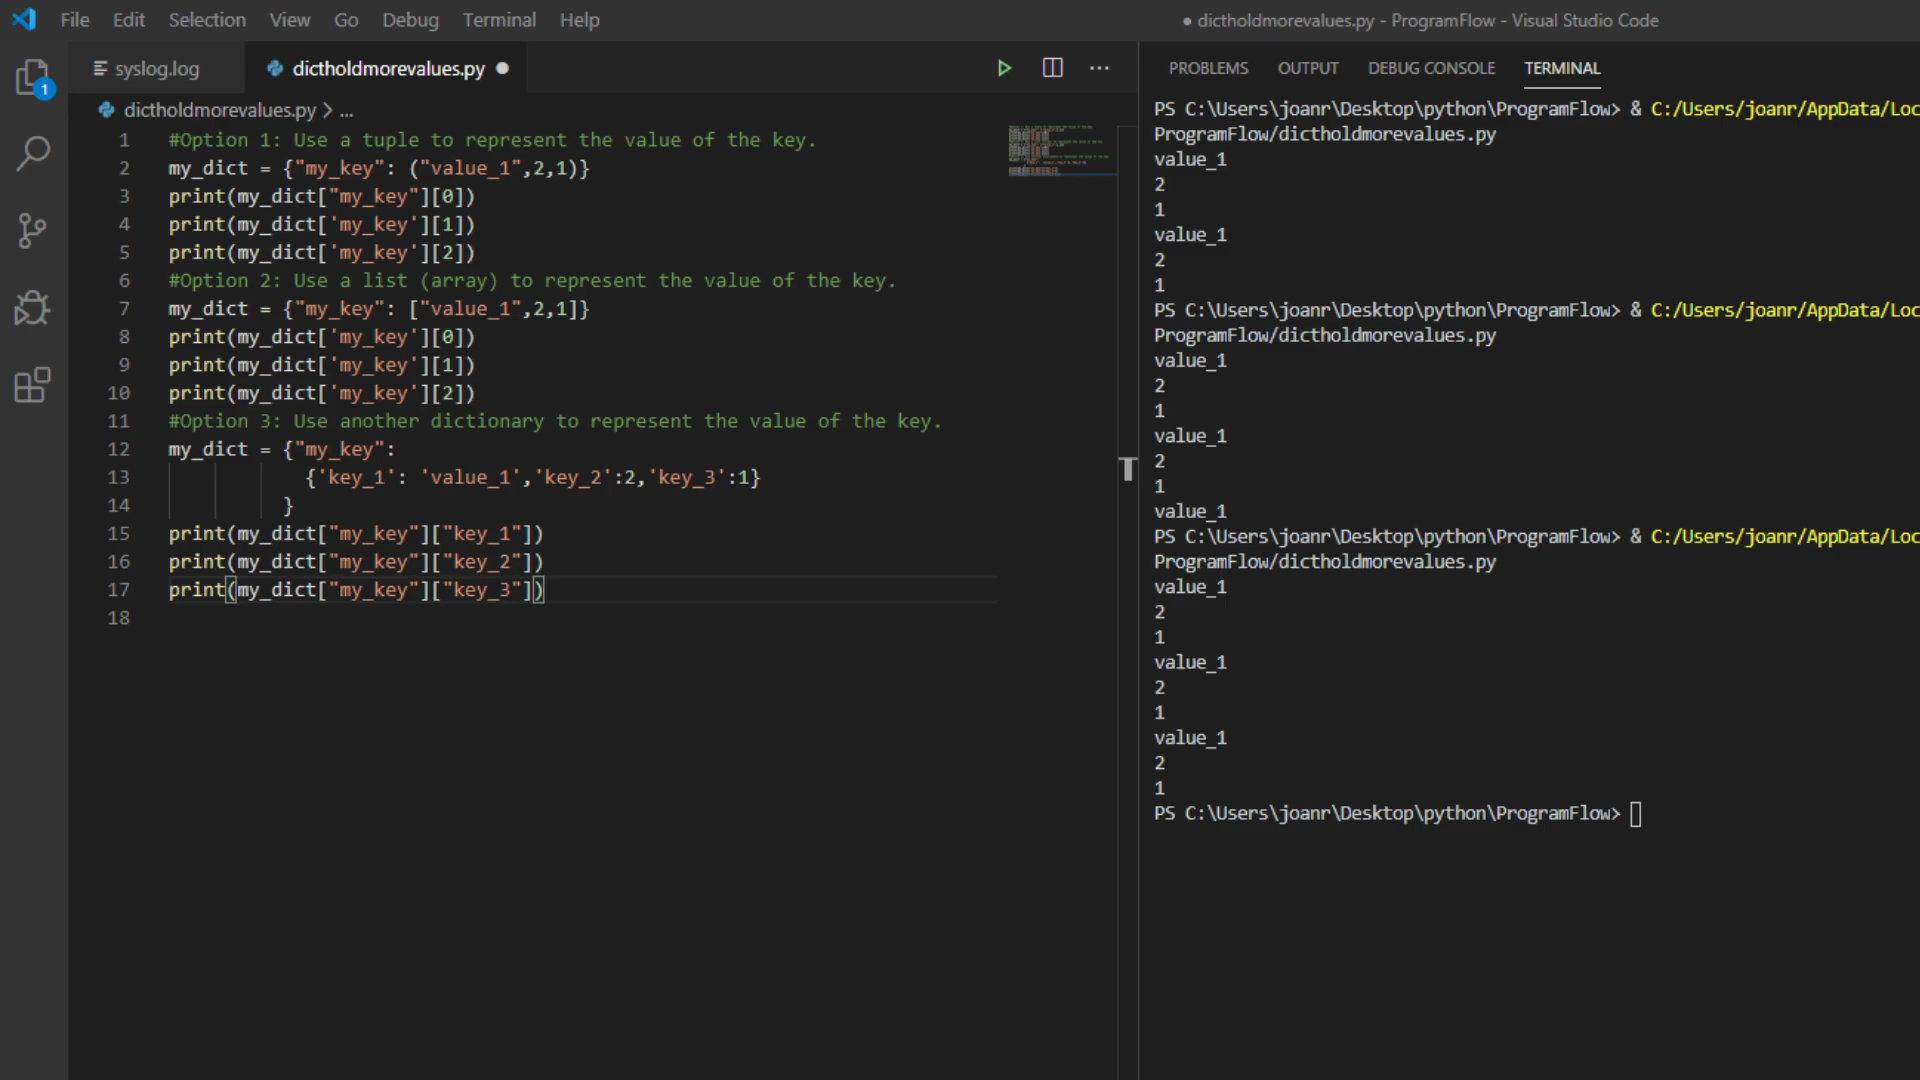 File Edit Selection View Go Debug Terminal Help
● dictholdmorevalues.py - ProgramFlow - Visual Studio Code
syslog.log
dictholdmorevalues.py ●
dictholdmorevalues.py > ...
1 #Option 1: Use a tuple to represent the value of the key.
2 my_dict = {"my_key": ("value_1",2,1)}
3 print(my_dict["my_key"][0])
4 print(my_dict['my_key'][1])
5 print(my_dict['my_key'][2])
6 #Option 2: Use a list (array) to represent the value of the key.
7 my_dict = {"my_key": ["value_1",2,1]}
8 print(my_dict['my_key'][0])
9 print(my_dict['my_key'][1])
10 print(my_dict['my_key'][2])
11 #Option 3: Use another dictionary to represent the value of the key.
12 my_dict = {"my_key":
13 {'key_1': 'value_1','key_2':2,'key_3':1}
14 }
15 print(my_dict["my_key"]["key_1"])
16 print(my_dict["my_key"]["key_2"])
17 print(my_dict["my_key"]["key_3"])
18
1
PROBLEMS OUTPUT DEBUG CONSOLE TERMINAL
PS C:\Users\joanr\Desktop\python\ProgramFlow> & C:/Users/joanr/AppData/Loc
ProgramFlow/dictholdmorevalues.py
value_1
2
1
value_1
2
1
PS C:\Users\joanr\Desktop\python\ProgramFlow> & C:/Users/joanr/AppData/Loc
ProgramFlow/dictholdmorevalues.py
value_1
2
1
value_1
2
1
value_1
PS C:\Users\joanr\Desktop\python\ProgramFlow> & C:/Users/joanr/AppData/Loc
ProgramFlow/dictholdmorevalues.py
value_1
2
1
value_1
2
1
value_1
2
1
PS C:\Users\joanr\Desktop\python\ProgramFlow>